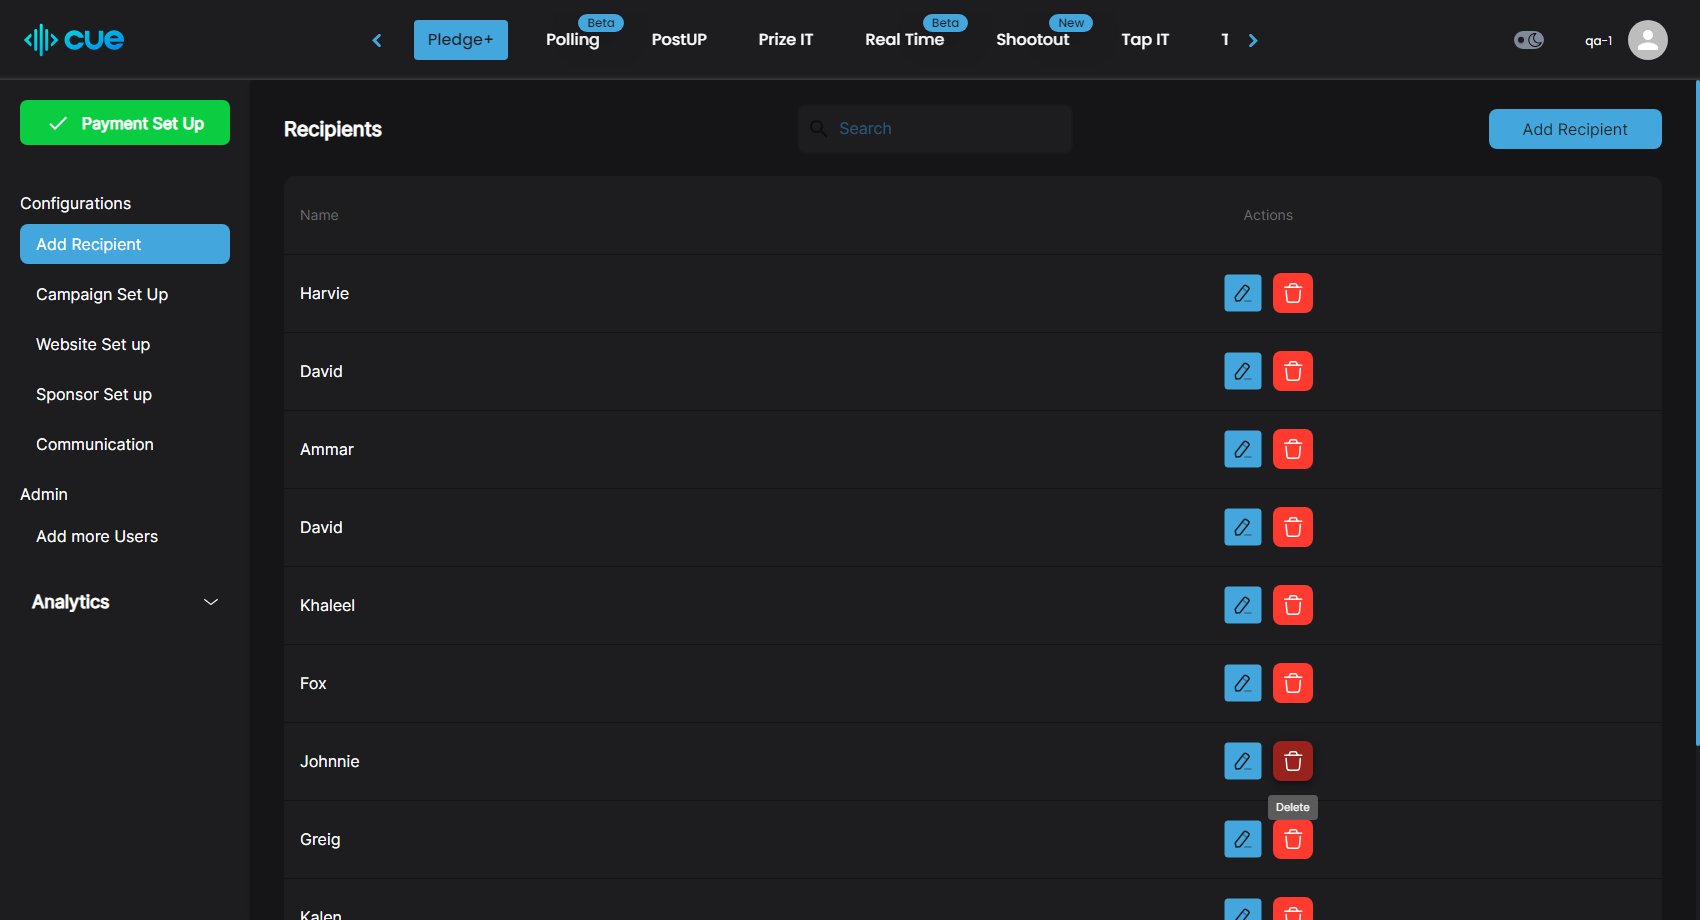 cue
Pledge+
Polling
Beta
PostUP
Prize IT
Real Time
Beta
Shootout
New
Tap IT
T
qa-1
Payment Set Up
Configurations
Add Recipient
Campaign Set Up
Website Set up
Sponsor Set up
Communication
Admin
Add more Users
Analytics
Recipients
Search
Add Recipient
Name
Actions
Harvie
David
Ammar
David
Khaleel
Fox
Johnnie
Delete
Greig
Kalen